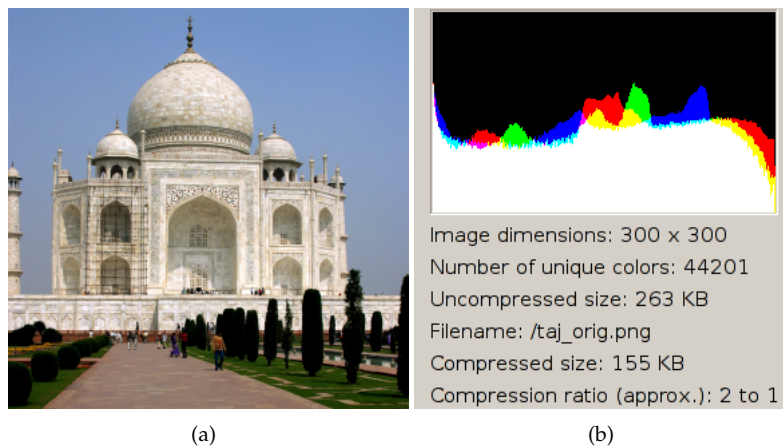 Image dimensions: 300 x 300
Number of unique colors: 44201
Uncompressed size: 263 KB
Filename: /taj_orig.png
Compressed size: 155 KB
Compression ratio (approx.): 2 to 1
(a)
(b)